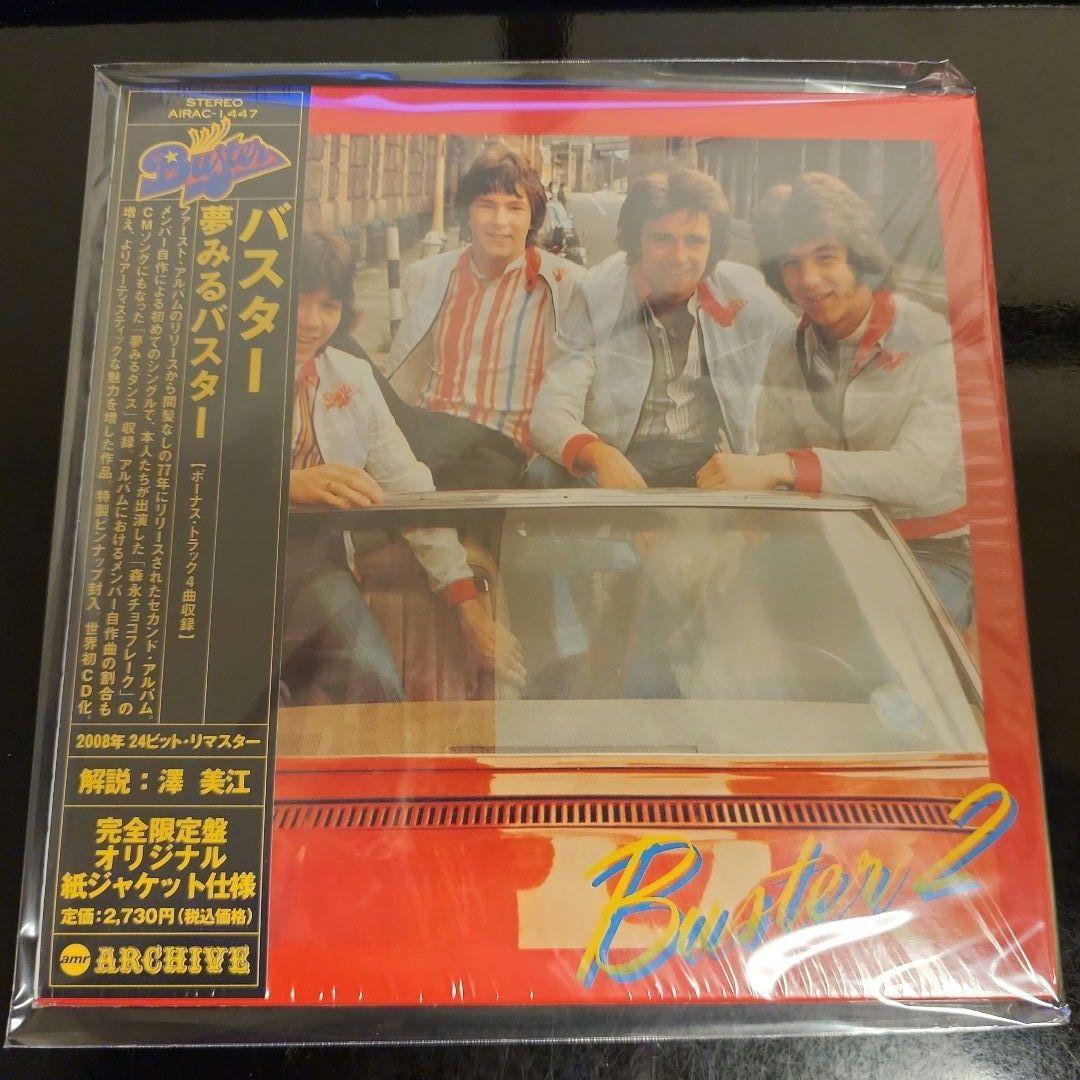 STEREO
AIRAC-1447
Buster
バスター
夢みるバスター
【ボーナス・トラック4曲収録】
ファースト・アルバムのリリースから間髪なしの77年にリリースされたセカンド・アルバム。
メンバー自作による初めてのシングルで、本人たちが出演した「森永チョコフレーク」の
CMソングにもなった「夢みるダンス」収録。アルバムにおけるメンバー自作曲の割合も
増え、よりアーティスティックな魅力を増した作品 特製ピンナップ封入 世界初CD化。
2008年 24ビット・リマスター
解説：澤 美江
完全限定盤
オリジナル
紙ジャケット仕様
定価：2,730円（税込価格）
amr ARCHIVE
Buster 2